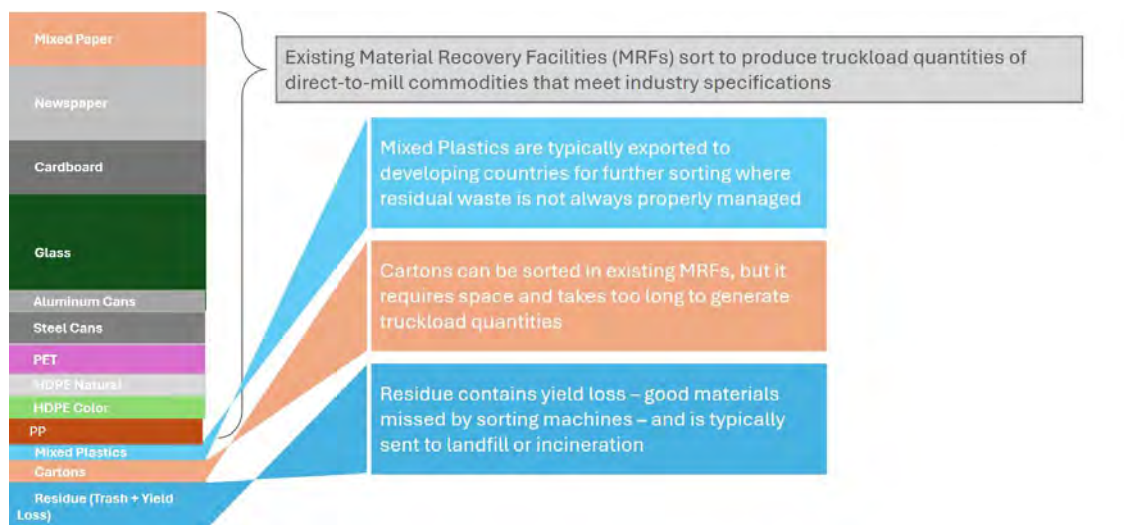 Mixed Paper
Newspaper
Cardboard
Glass
Aluminum Cans
Steel Cans
PET
HDPE Natural
HDPE Color
PP
Mixed Plastics
Cartons
Residue (Trash + Yield
Loss)
Existing Material Recovery Facilities (MRFs) sort to produce truckload quantities of
direct-to-mill commodities that meet industry specifications
Mixed Plastics are typically exported to
developing countries for further sorting where
residual waste is not always properly managed
Cartons can be sorted in existing MRFs, but it
requires space and takes too long to generate
truckload quantities
Residue contains yield loss – good materials
missed by sorting machines – and is typically
sent to landfill or incineration